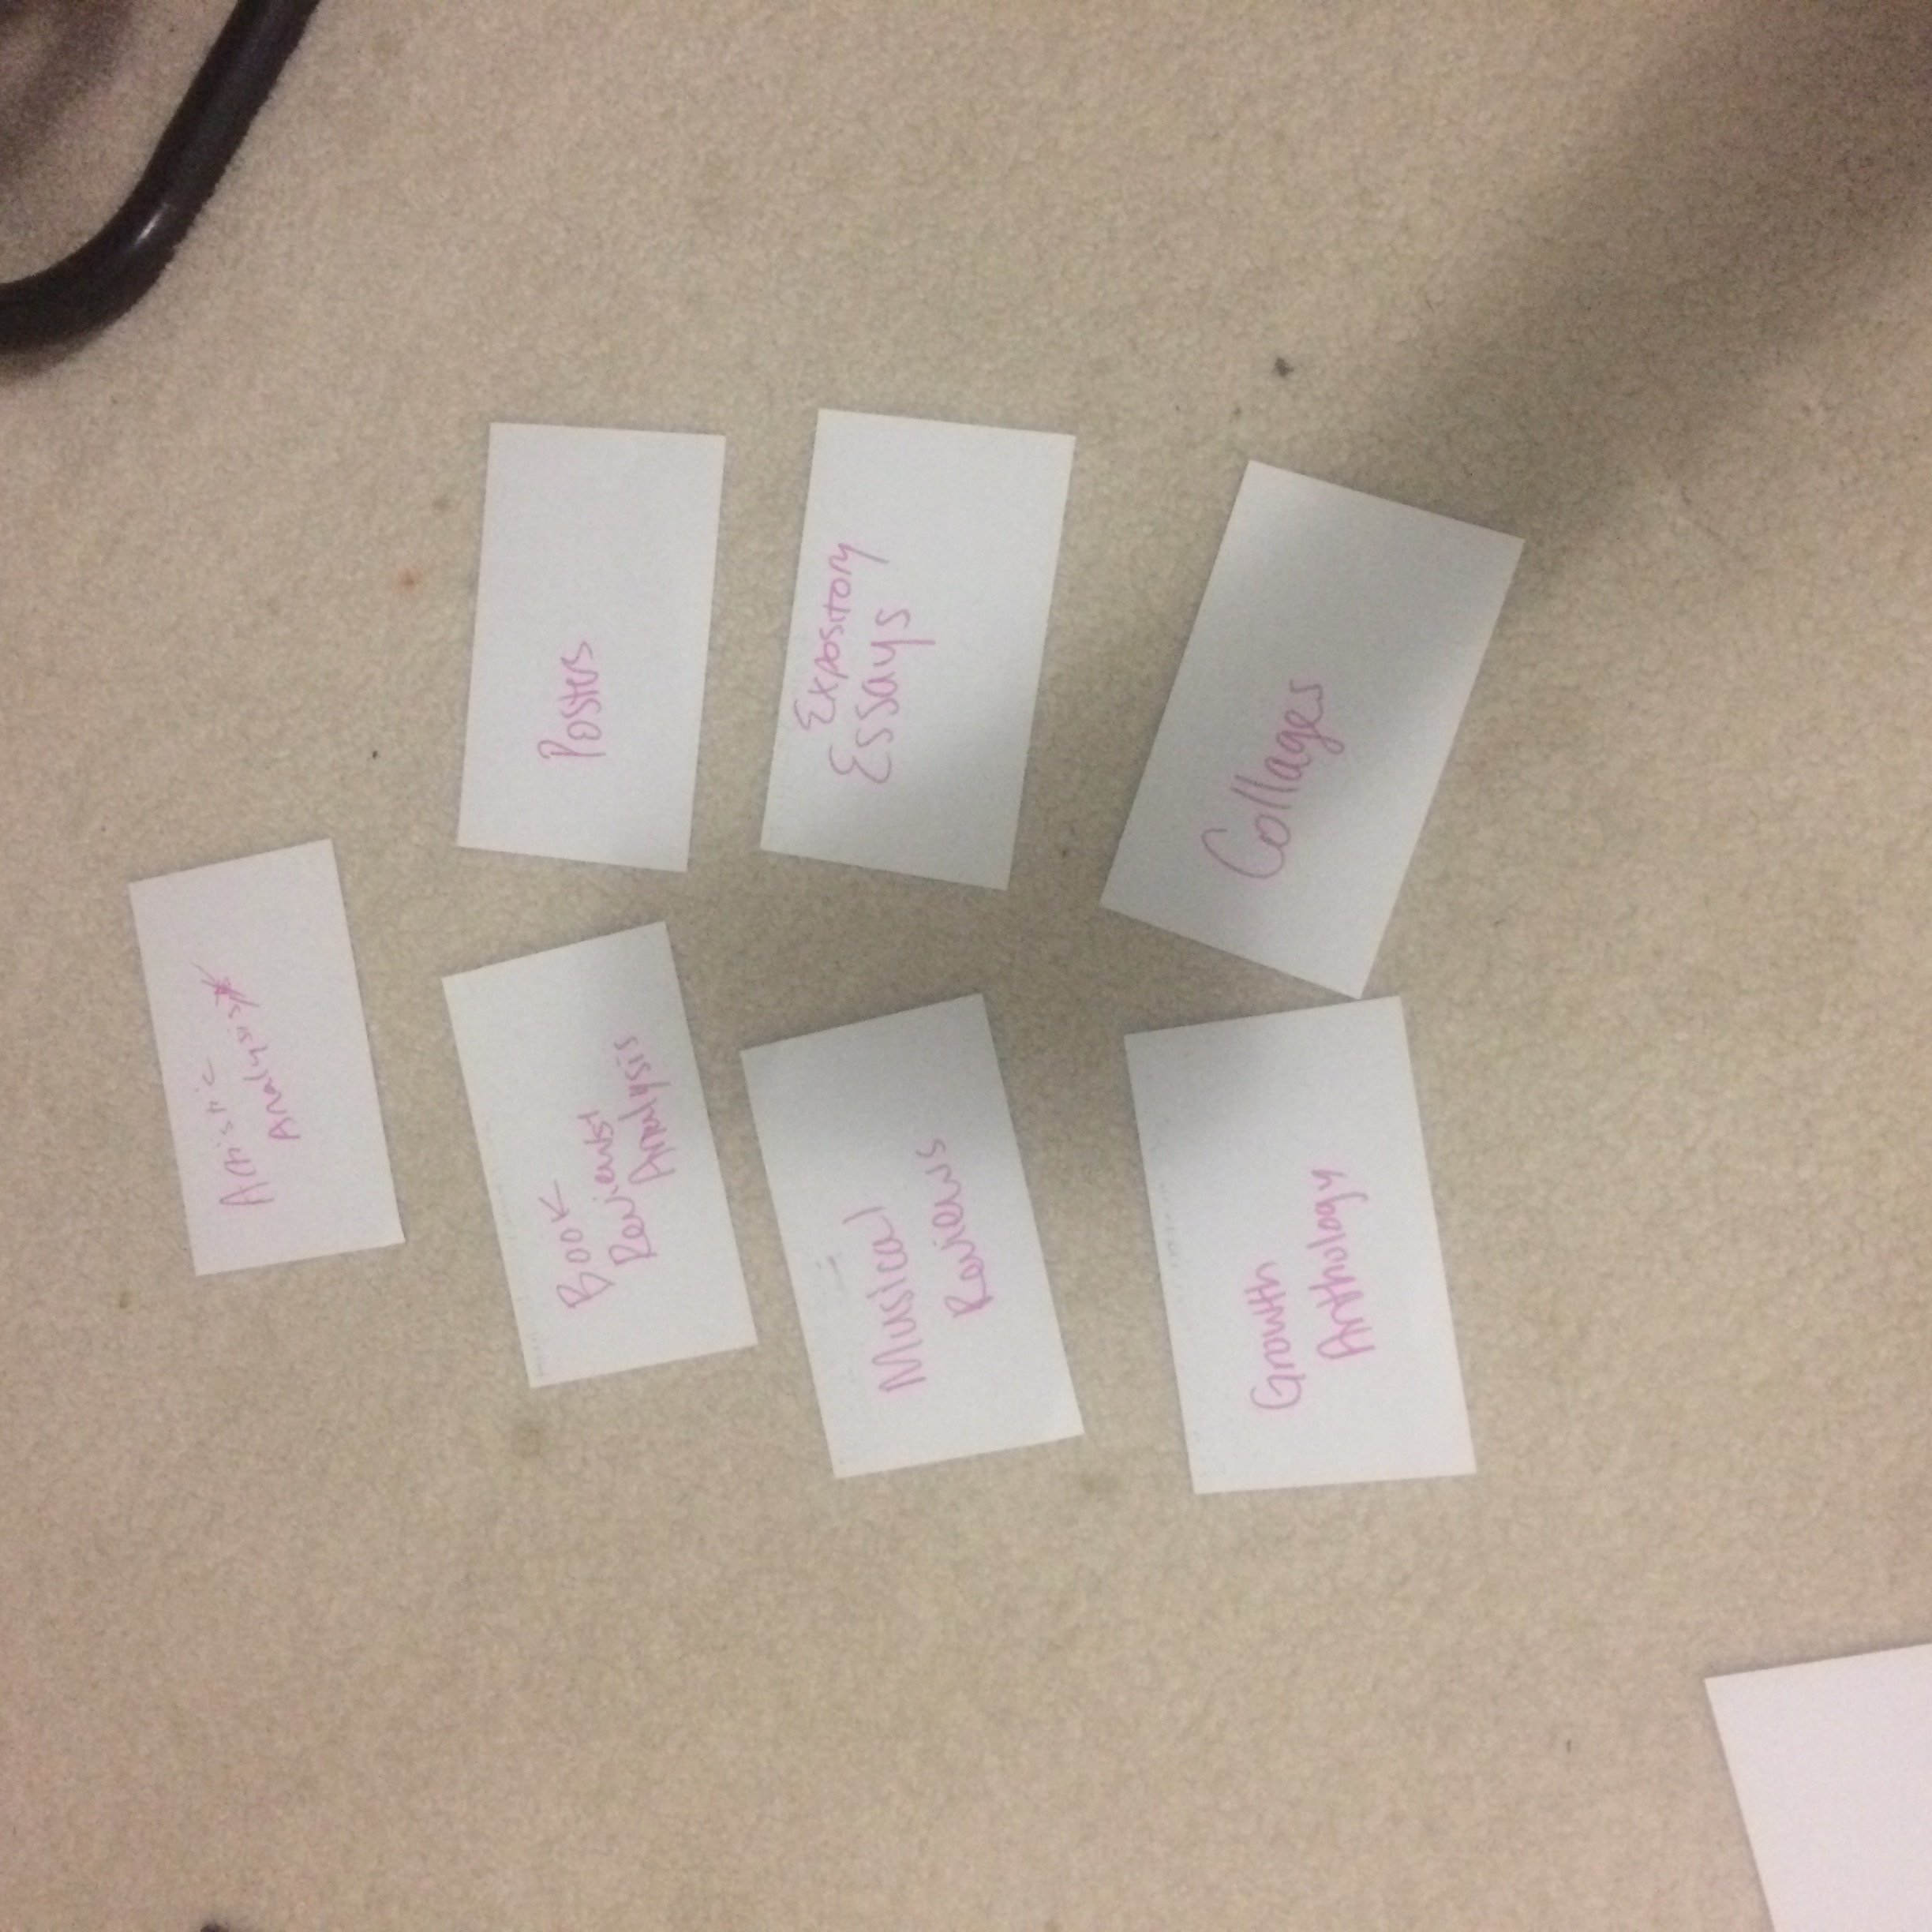 Artistic
Analysis
Book
Reviews+
Analysis
Posters
Musical
Reviews
Expository
Essays
Growth
Anthology
Collages